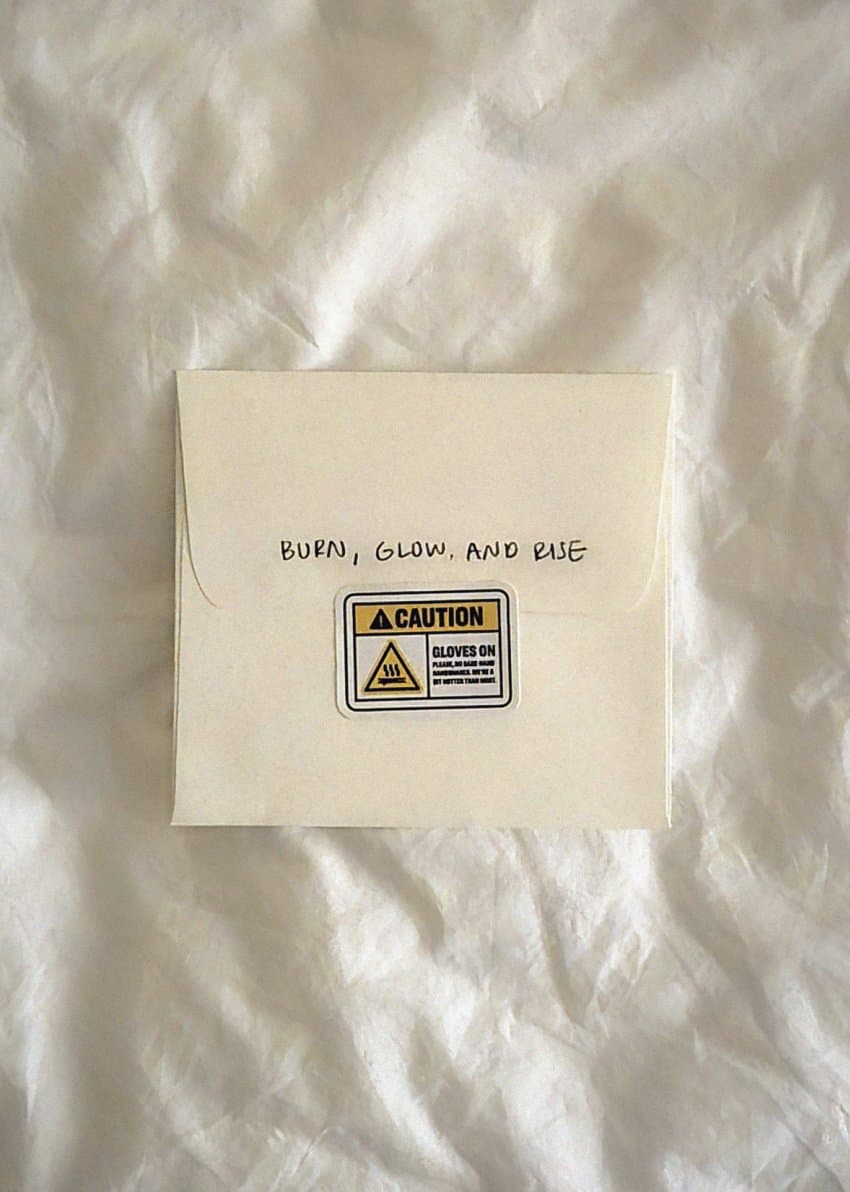 BURN, GLOW, AND RISE
CAUTION
GLOVES ON
PLEASE, NO BARE HAND
HANDSHAKES. WE'RE A
BIT HOTTER THAN MOST.